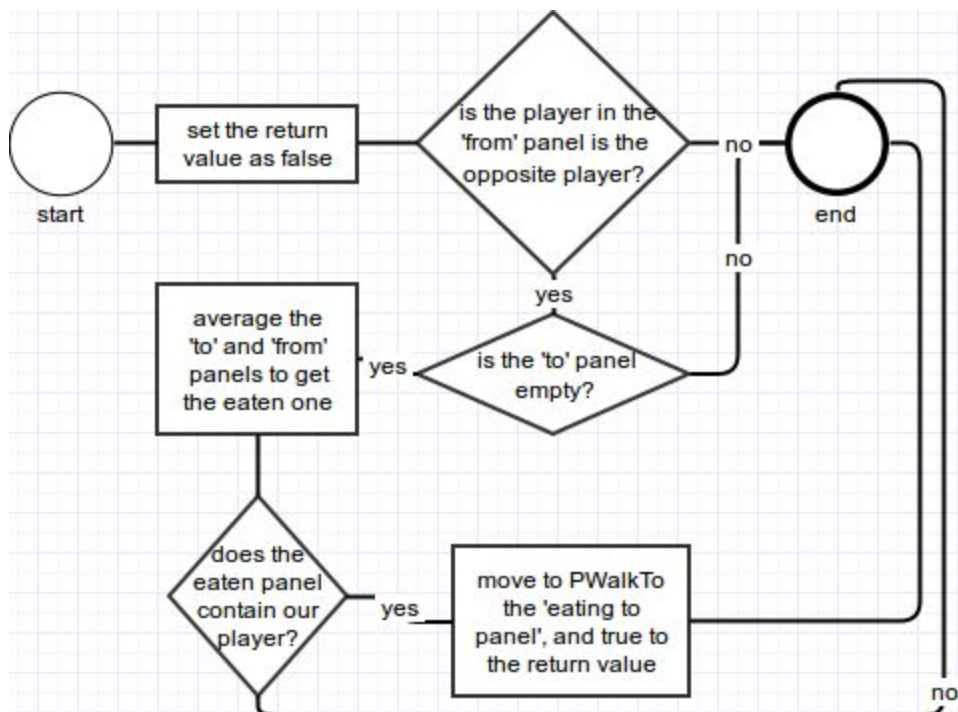 is the player in the
'from' panel is the
opposite player?
set the return
value as false
no
start
end
no
yes
average the
'to' and 'from'
panels to get
the eaten one
yes
is the 'to' panel
empty?
does the
eaten panel
contain our
player?
yes
move to PWalkTo
the 'eating to
panel', and true to
the return value
no